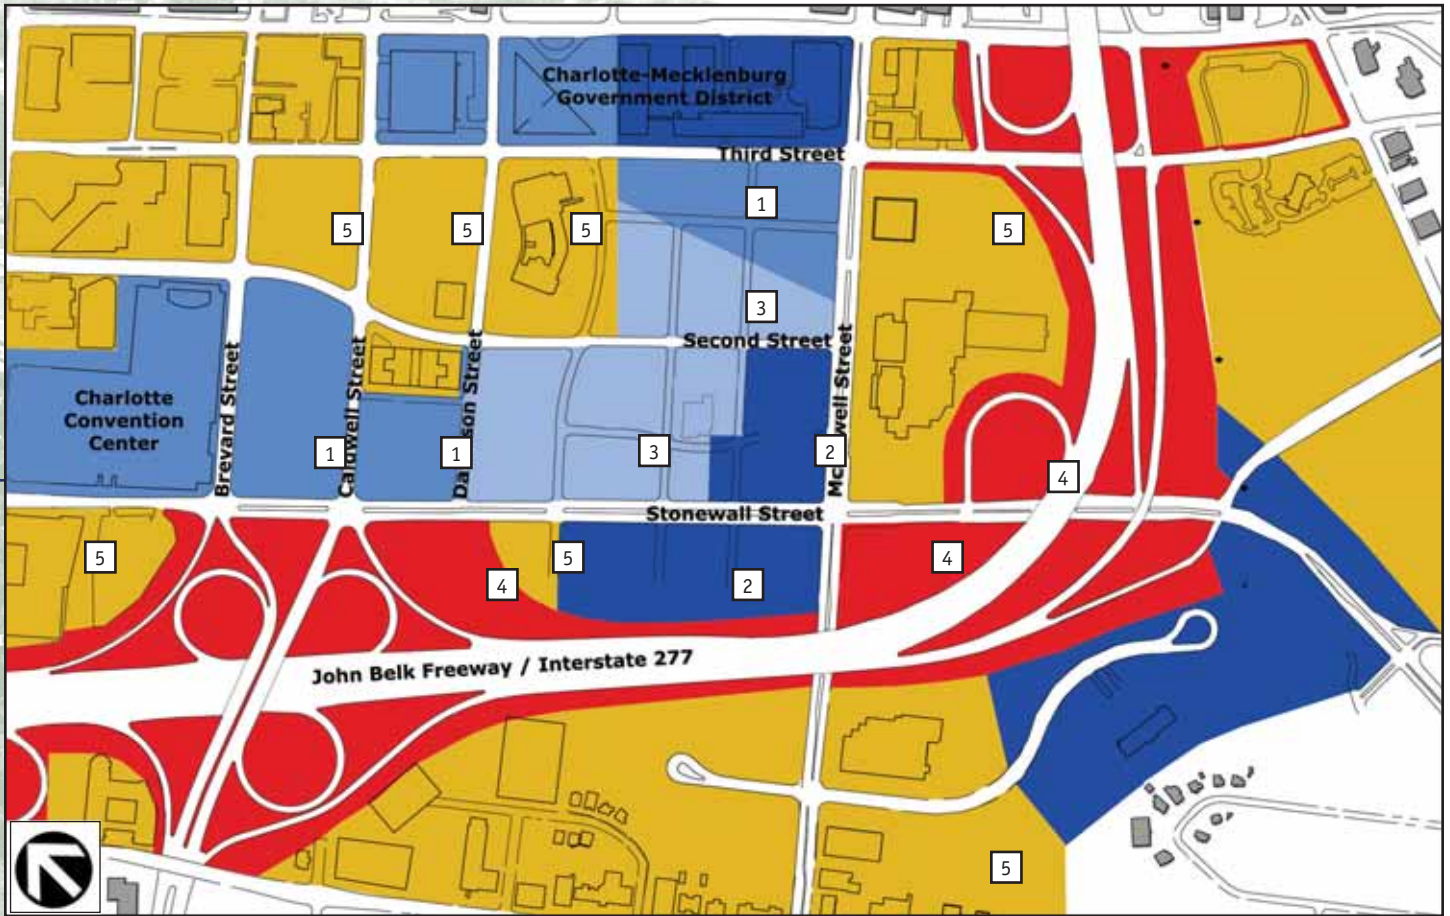 Charlotte-Mecklenburg
Government District
Third Street
1
5
5
5
5
3
Second Street
Charlotte
Convention
Center
Brevard Street
Caldwell Street
McDowell Street
1
1
3
2
4
Stonewall Street
5
4
5
2
4
John Belk Freeway / Interstate 277
5